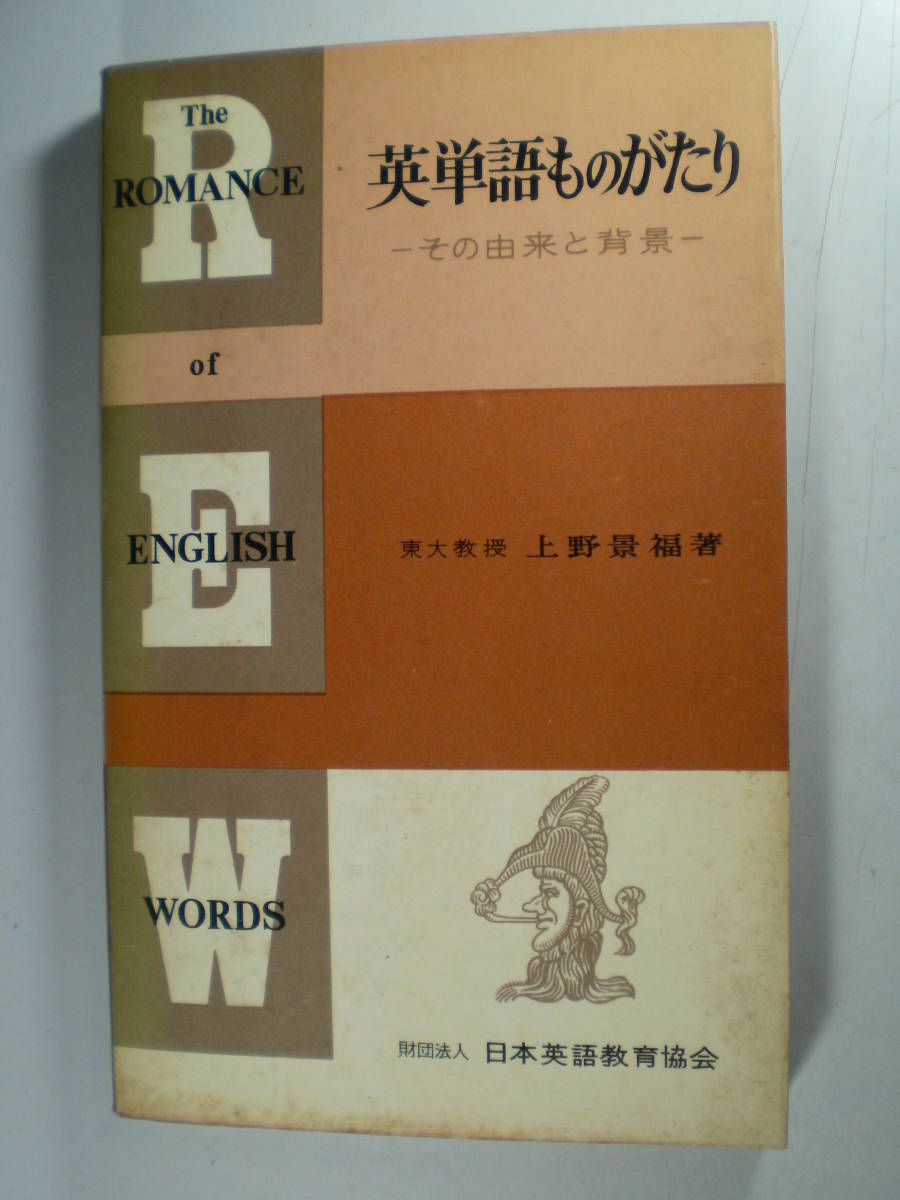 The
ROMANCE
of
ENGLISH
WORDS
英単語ものがたり
－その由来と背景－
東大教授 上野景福著
財団法人 日本英語教育協会
R
E
W